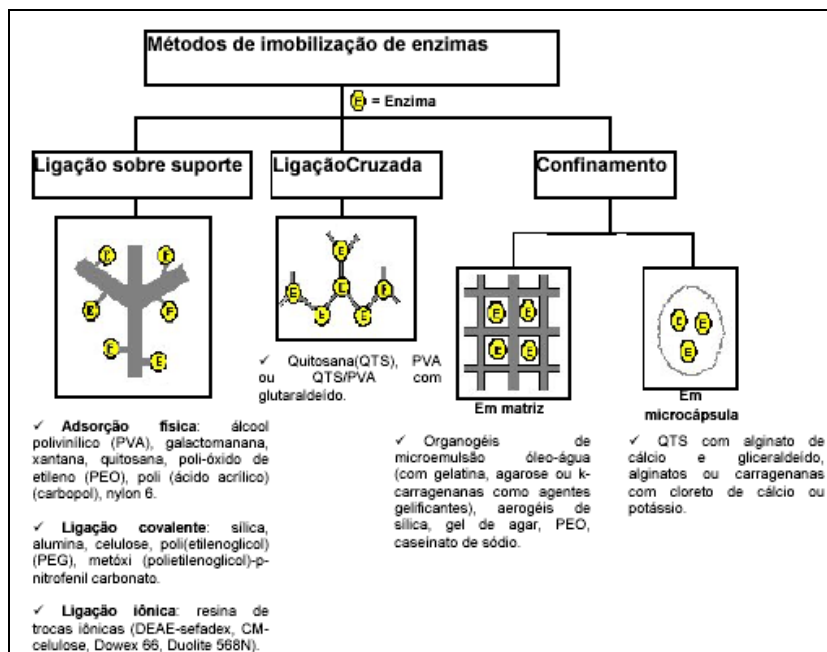 Métodos de imobilização de enzimas
E = Enzima
Ligação sobre suporte
LigaçãoCruzada
Confinamento
✓ Quitosana(QTS), PVA
ou QTS/PVA com
glutaraldeído.
Em matriz
Em
microcápsula
✓ Adsorção física: álcool
polivinílico (PVA), galactomanana,
xantana, quitosana, poli-óxido de
etileno (PEO), poli (ácido acrílico)
(carbopol), nylon 6.
✓ Ligação covalente: sílica,
alumina, celulose, poli(etilenoglicol)
(PEG), metóxi (polietilenoglicol)-p-
nitrofenil carbonato.
✓ Ligação iônica: resina de
trocas iônicas (DEAE-sefadex, CM-
celulose, Dowex 66, Duolite 568N).
✓ Organogéis de
microemulsão óleo-água
(com gelatina, agarose ou k-
carragenanas como agentes
gelificantes), aerogéis de
sílica, gel de agar, PEO,
caseinato de sódio.
✓ QTS com alginato de
cálcio e gliceraldeído,
alginatos ou carragenanas
com cloreto de cálcio ou
potássio.